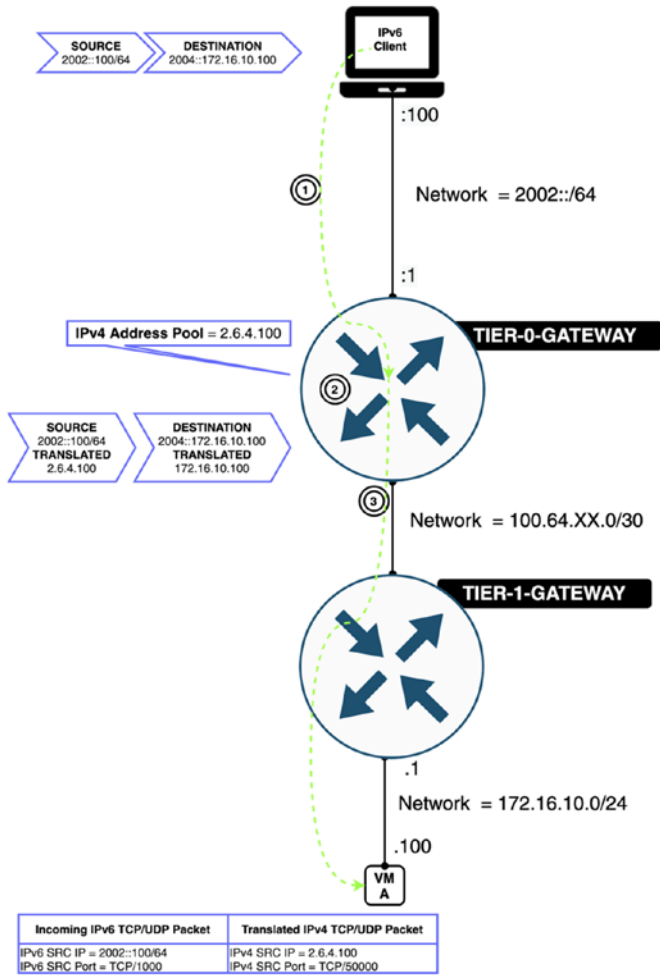 IPv6
Client
SOURCE
2002::100/64
DESTINATION
2004::172.16.10.100
:100
1
Network = 2002::/64
:1
IPv4 Address Pool = 2.6.4.100
TIER-0-GATEWAY
2
SOURCE
2002::100/64
TRANSLATED
2.6.4.100
DESTINATION
2004::172.16.10.100
TRANSLATED
172.16.10.100
3
Network = 100.64.XX.0/30
TIER-1-GATEWAY
.1
Network = 172.16.10.0/24
.100
VM
A
Incoming IPv6 TCP/UDP Packet
Translated IPv4 TCP/UDP Packet
IPv6 SRC IP = 2002::100/64
IPv4 SRC IP = 2.6.4.100
IPv6 SRC Port = TCP/1000
IPv4 SRC Port = TCP/50000